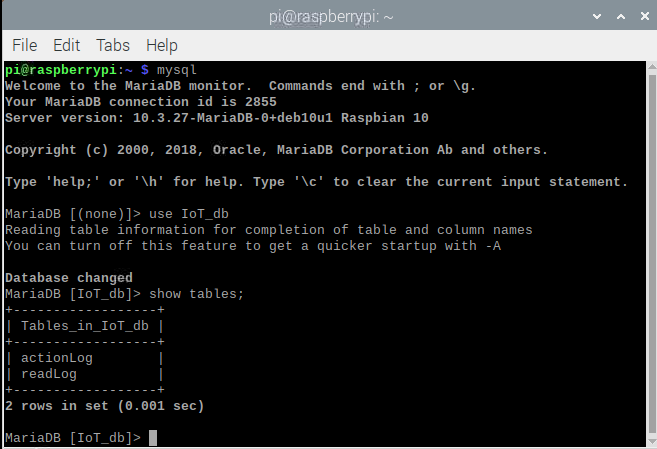 pi@raspberrypi: ~
File Edit Tabs Help
pi@raspberrypi:~ $ mysql
Welcome to the MariaDB monitor.  Commands end with ; or \g.
Your MariaDB connection id is 2855
Server version: 10.3.27-MariaDB-0+deb10u1 Raspbian 10
Copyright (c) 2000, 2018, Oracle, MariaDB Corporation Ab and others.
Type 'help;' or '\h' for help. Type '\c' to clear the current input statement.
MariaDB [(none)]> use IoT_db
Reading table information for completion of table and column names
You can turn off this feature to get a quicker startup with -A
Database changed
MariaDB [IoT_db]> show tables;
+------------------+
| Tables_in_IoT_db |
+------------------+
| actionLog        |
| readLog          |
+------------------+
2 rows in set (0.001 sec)
MariaDB [IoT_db]>